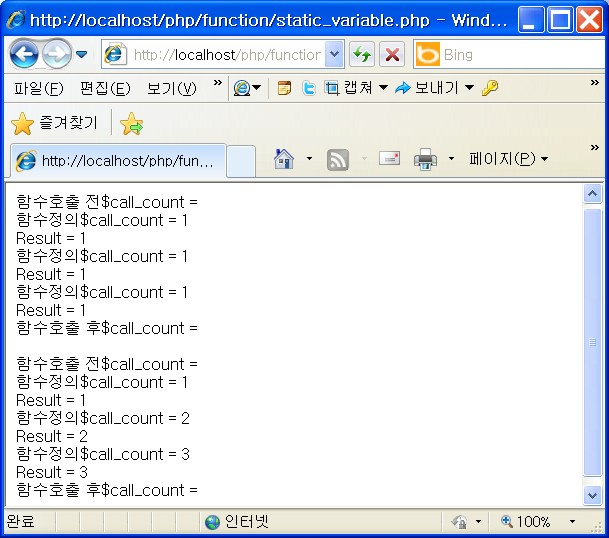 http://localhost/php/function/static_variable.php - Wind...
http://localhost/php/function
Bing
파일(F) 편집(E) 보기(V) » 캡쳐 보내기 »
즐겨찾기
http://localhost/php/fun... 페이지(P) »
함수호출 전$call_count =
함수정의$call_count = 1
Result = 1
함수정의$call_count = 1
Result = 1
함수정의$call_count = 1
Result = 1
함수호출 후$call_count =
함수호출 전$call_count =
함수정의$call_count = 1
Result = 1
함수정의$call_count = 2
Result = 2
함수정의$call_count = 3
Result = 3
함수호출 후$call_count =
완료 인터넷 100%